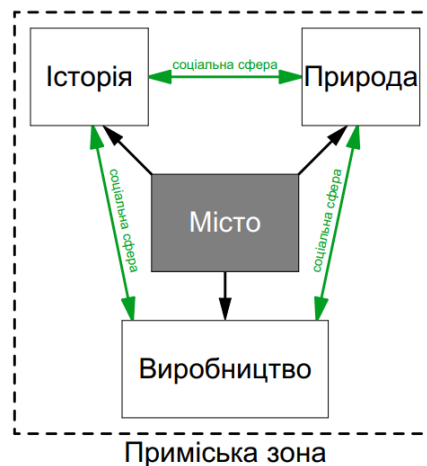 Історія
соціальна сфера
Природа
соціальна сфера
Місто
соціальна сфера
Виробництво
Приміська зона